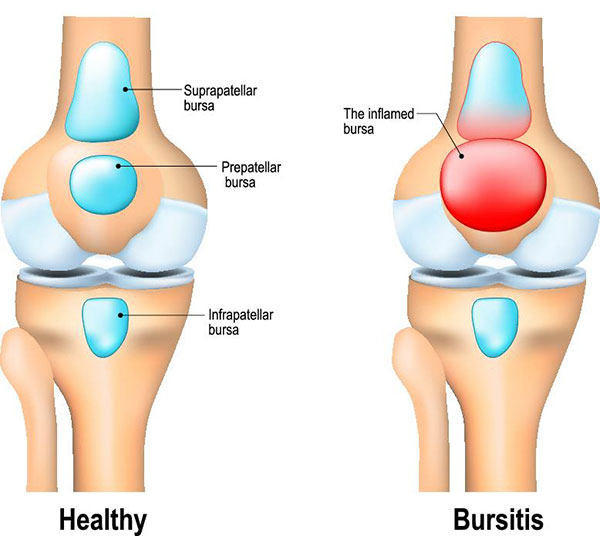 Suprapatellar
bursa
Prepatellar
bursa
Infrapatellar
bursa
The inflamed
bursa
Healthy
Bursitis